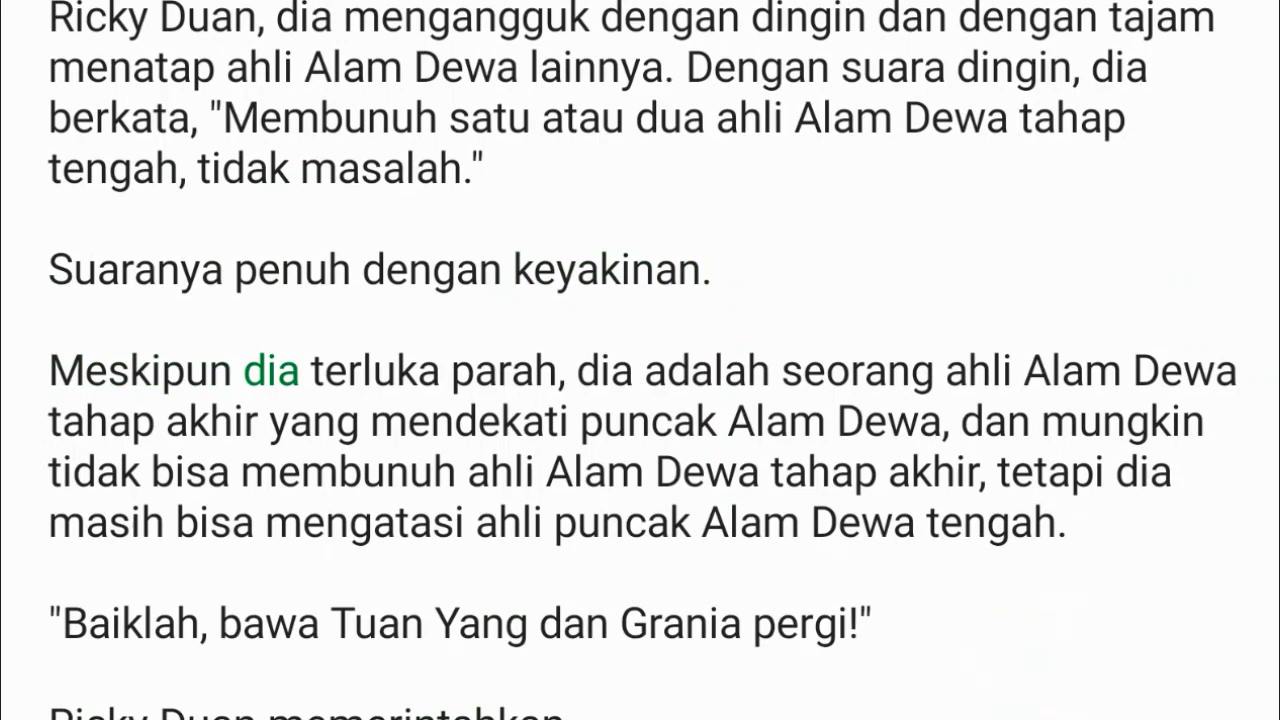 Ricky Duan, dia mengangguk dengan dingin dan dengan tajam
menatap ahli Alam Dewa lainnya. Dengan suara dingin, dia
berkata, "Membunuh satu atau dua ahli Alam Dewa tahap
tengah, tidak masalah."
Suaranya penuh dengan keyakinan.
Meskipun dia terluka parah, dia adalah seorang ahli Alam Dewa
tahap akhir yang mendekati puncak Alam Dewa, dan mungkin
tidak bisa membunuh ahli Alam Dewa tahap akhir, tetapi dia
masih bisa mengatasi ahli puncak Alam Dewa tengah.
"Baiklah, bawa Tuan Yang dan Grania pergi!"
Ricky Duan memerintahkan